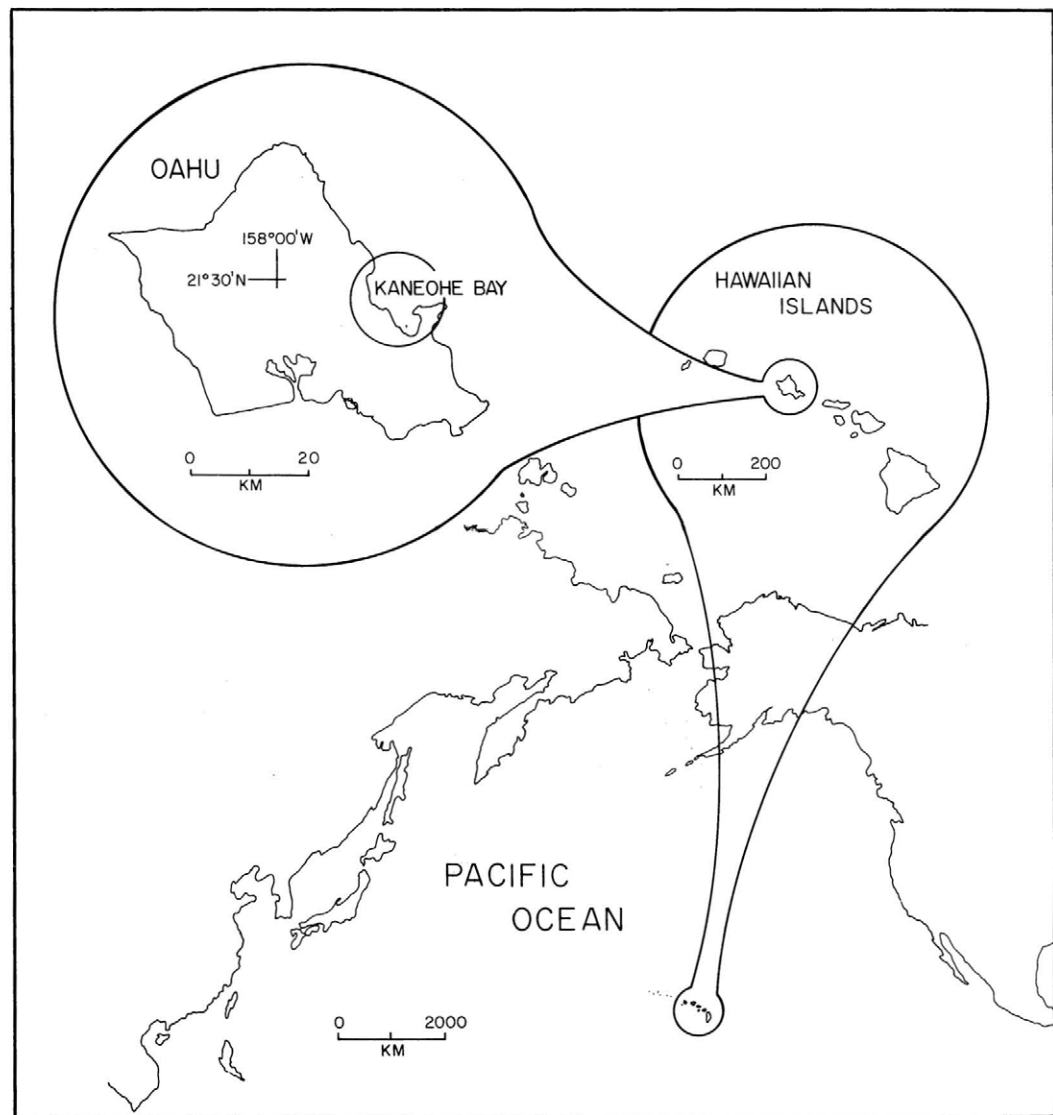 OAHU
158°00'W
21°30'N
KANEOHE BAY
0 20
KM
HAWAIIAN
ISLANDS
0 200
KM
PACIFIC
OCEAN
0 2000
KM